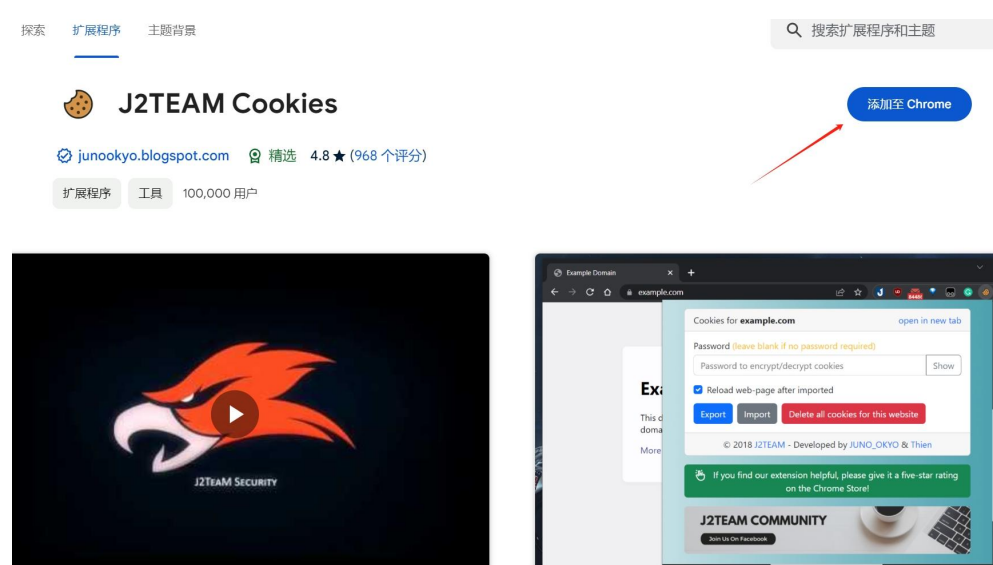 探索 扩展程序 主题背景 搜索扩展程序和主题
J2TEAM Cookies 添加至 Chrome
junookyo.blogspot.com 精选 4.8 ★ (968 个评分)
扩展程序 工具 100,000 用户
J2TEAM SECURITY
Example Domain
example.com
Cookies for example.com open in new tab
Password (leave blank if no password required)
Password to encrypt/decrypt cookies Show
Reload web-page after imported
Export Import Delete all cookies for this website
© 2018 J2TEAM - Developed by JUNO_OKYO & Thien
Exa
This d
doma
More
If you find our extension helpful, please give it a five-star rating
on the Chrome Store!
J2TEAM COMMUNITY
Join Us On Facebook